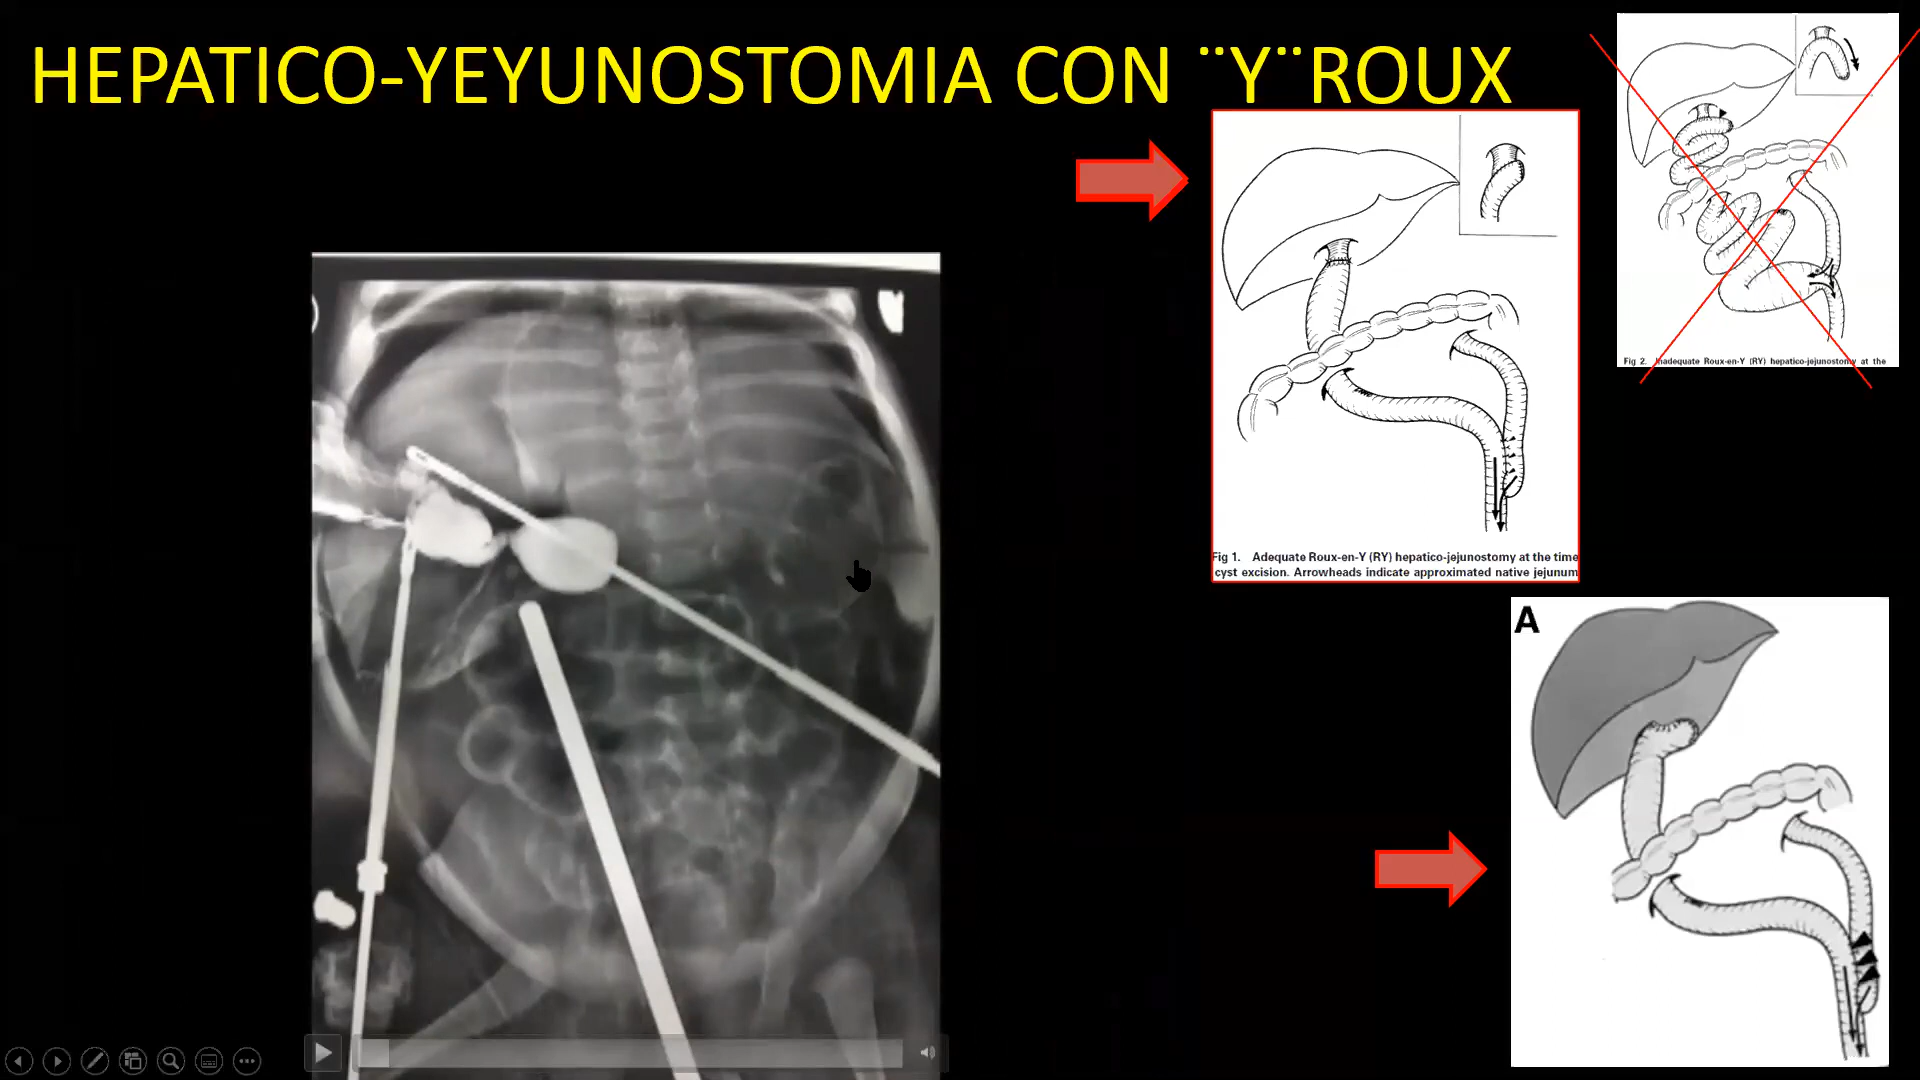 HEPATICO-YEYUNOSTOMIA CON ¨Y¨ROUX
Fig 2. Inadequate Roux-en-Y (RY) hepatico-jejunostomy at the
Fig 1. Adequate Roux-en-Y (RY) hepatico-jejunostomy at the time
cyst excision. Arrowheads indicate approximated native jejunum
A